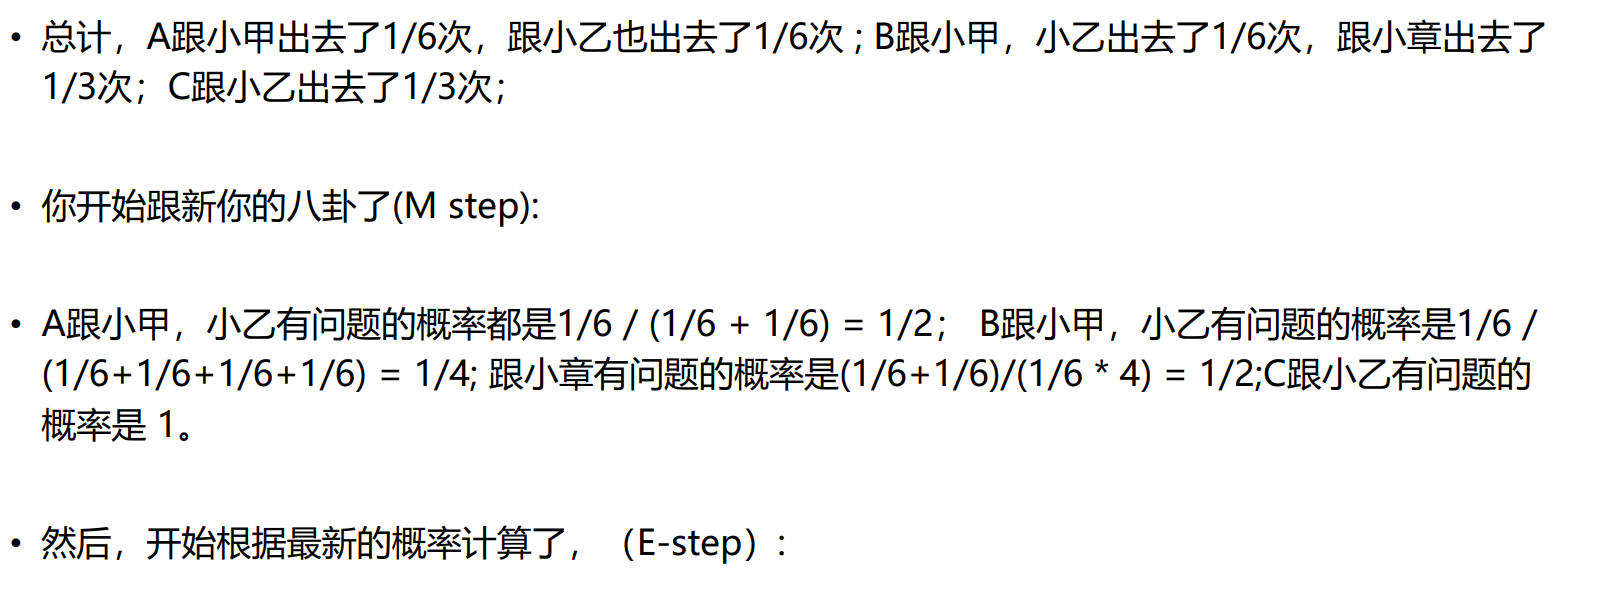 • 总计，A跟小甲出去了1/6次，跟小乙也出去了1/6次 ; B跟小甲，小乙出去了1/6次，跟小章出去了
1/3次；C跟小乙出去了1/3次；
• 你开始跟新你的八卦了(M step):
• A跟小甲，小乙有问题的概率都是1/6 / (1/6 + 1/6) = 1/2； B跟小甲，小乙有问题的概率是1/6 /
(1/6+1/6+1/6+1/6) = 1/4; 跟小章有问题的概率是(1/6+1/6)/(1/6 * 4) = 1/2;C跟小乙有问题的
概率是 1。
• 然后，开始根据最新的概率计算了，（E-step）: